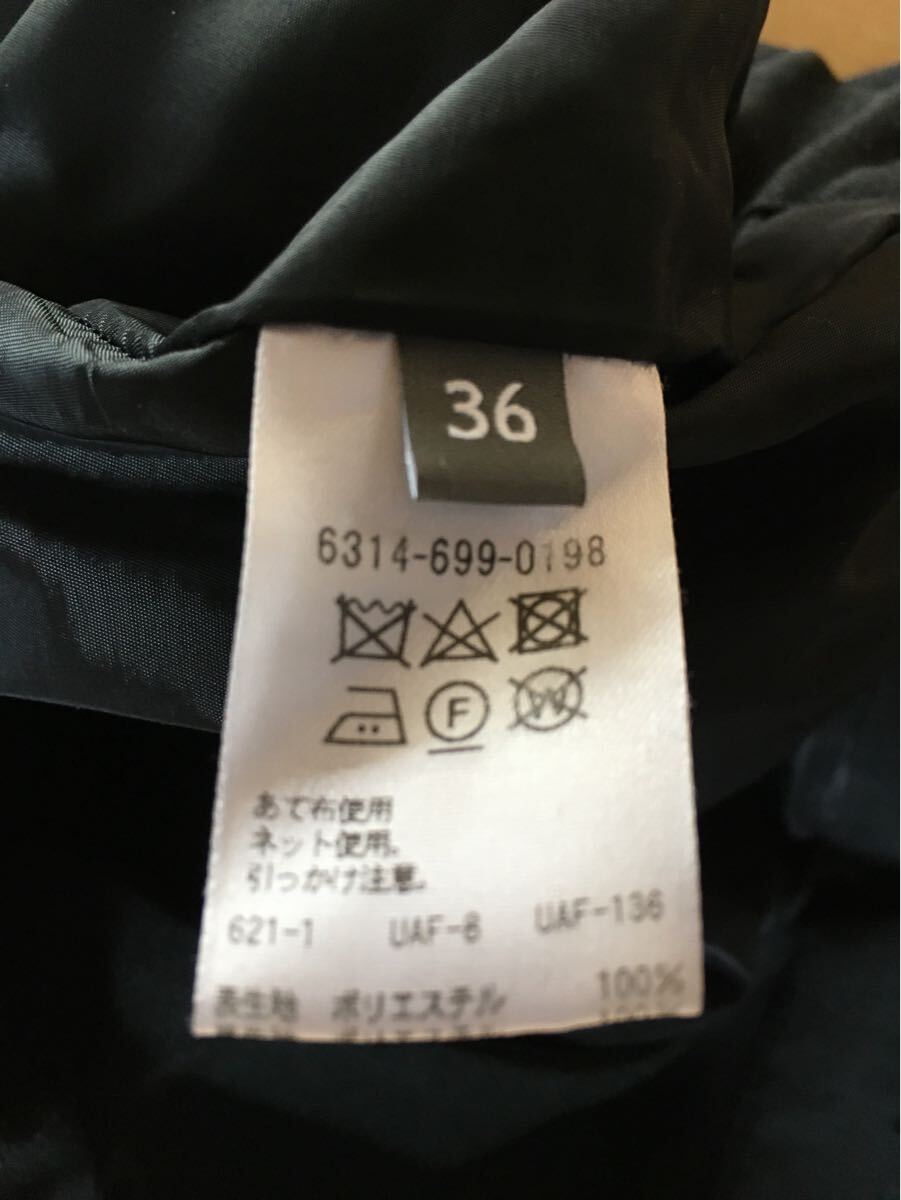 36
6314-699-0198
F W
あて布使用
ネット使用.
引っかけ注意.
621-1 UAF-6 UAF-136
表生地 ポリエステル 100%